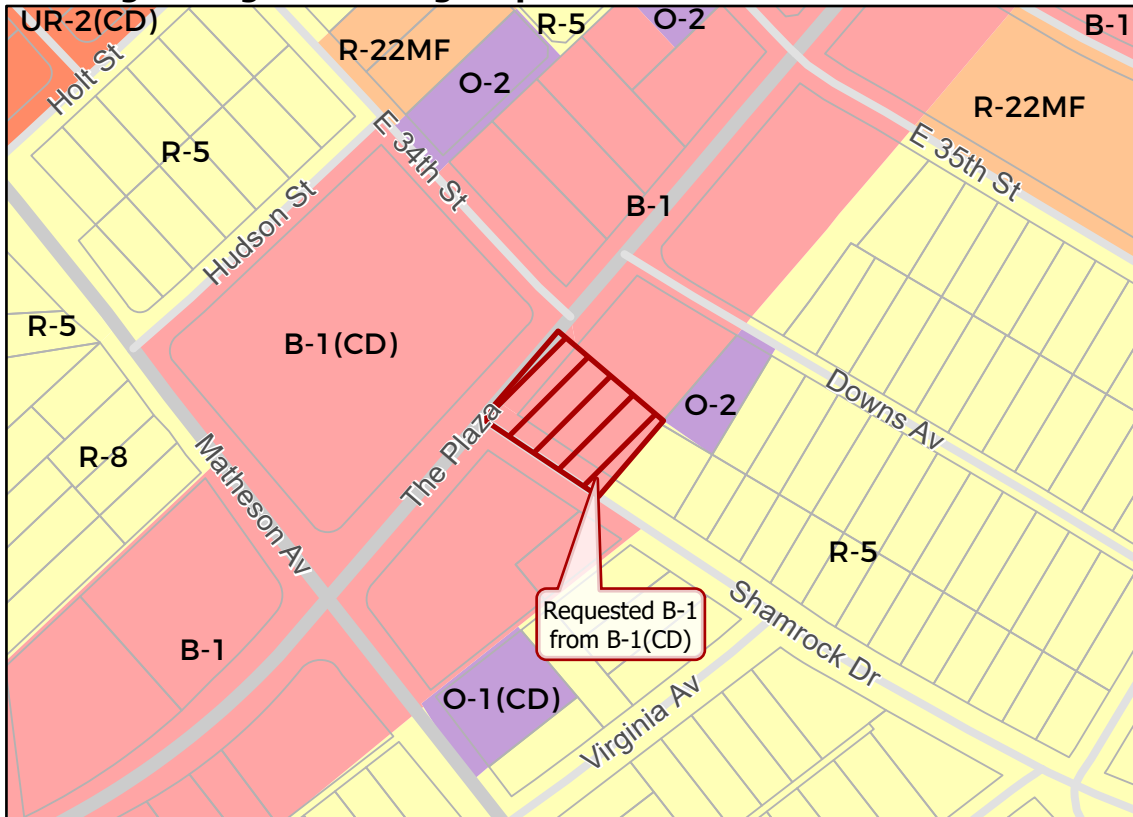 UR-2(CD)
R-5
O-2
B-1
R-22MF
O-2
Holt St
R-22MF
E 34th St
R-5
E 35th St
Hudson St
B-1
R-5
B-1(CD)
O-2
Downs Av
The Plaza
R-8
Matheson Av
R-5
Requested B-1
from B-1(CD)
Shamrock Dr
B-1
O-1(CD)
Virginia Av